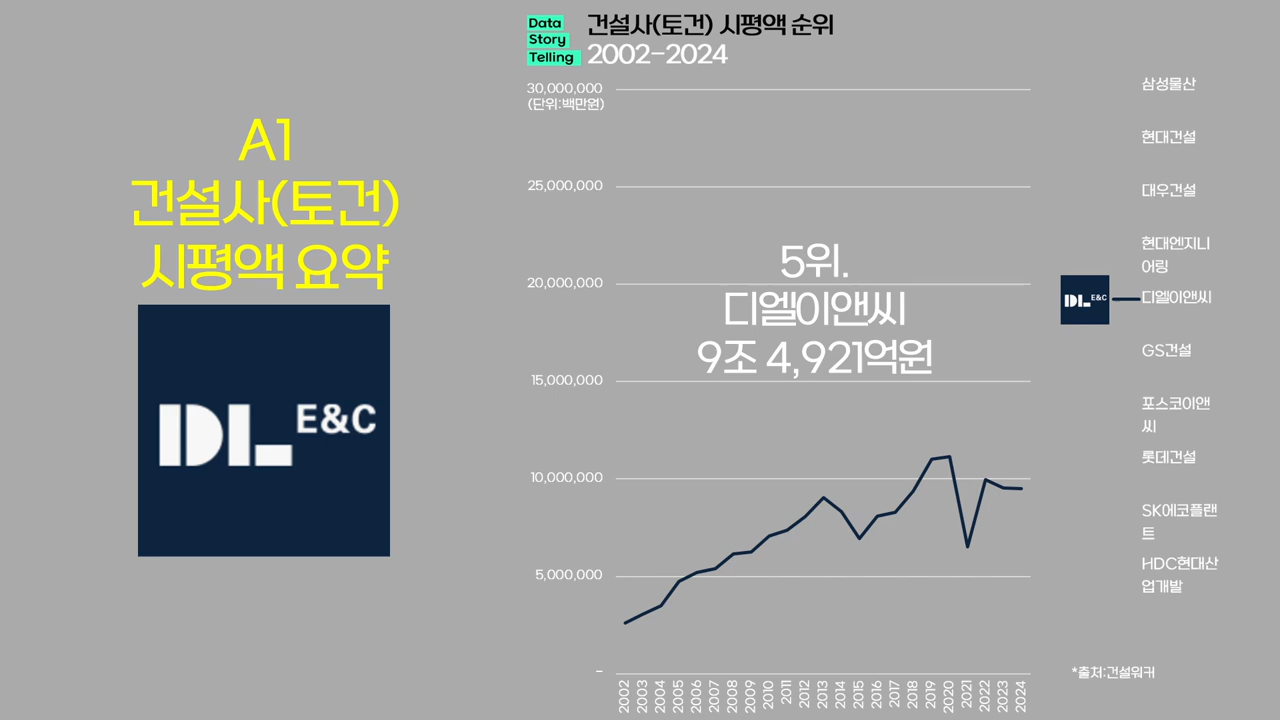 A1
건설사(토건)
시평액 요약
DL E&C
Data
Story
Telling
건설사(토건) 시평액 순위
2002-2024
30,000,000
(단위:백만원)
25,000,000
20,000,000
15,000,000
10,000,000
5,000,000
-
5위.
디엘이앤씨
9조 4,921억원
2002 2003 2004 2005 2006 2007 2008 2009 2010 2011 2012 2013 2014 2015 2016 2017 2018 2019 2020 2021 2022 2023 2024
삼성물산
현대건설
대우건설
현대엔지니
어링
DL E&C
디엘이앤씨
GS건설
포스코이앤
씨
롯데건설
SK에코플랜
트
HDC현대산
업개발
*출처:건설워커